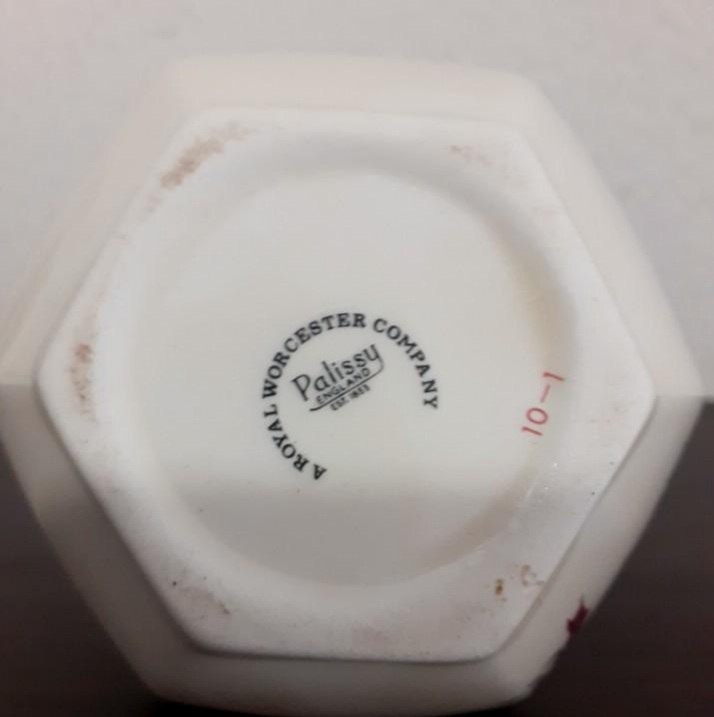 A ROYAL WORCESTER COMPANY
Palissy
ENGLAND
EST. 1853
10-1